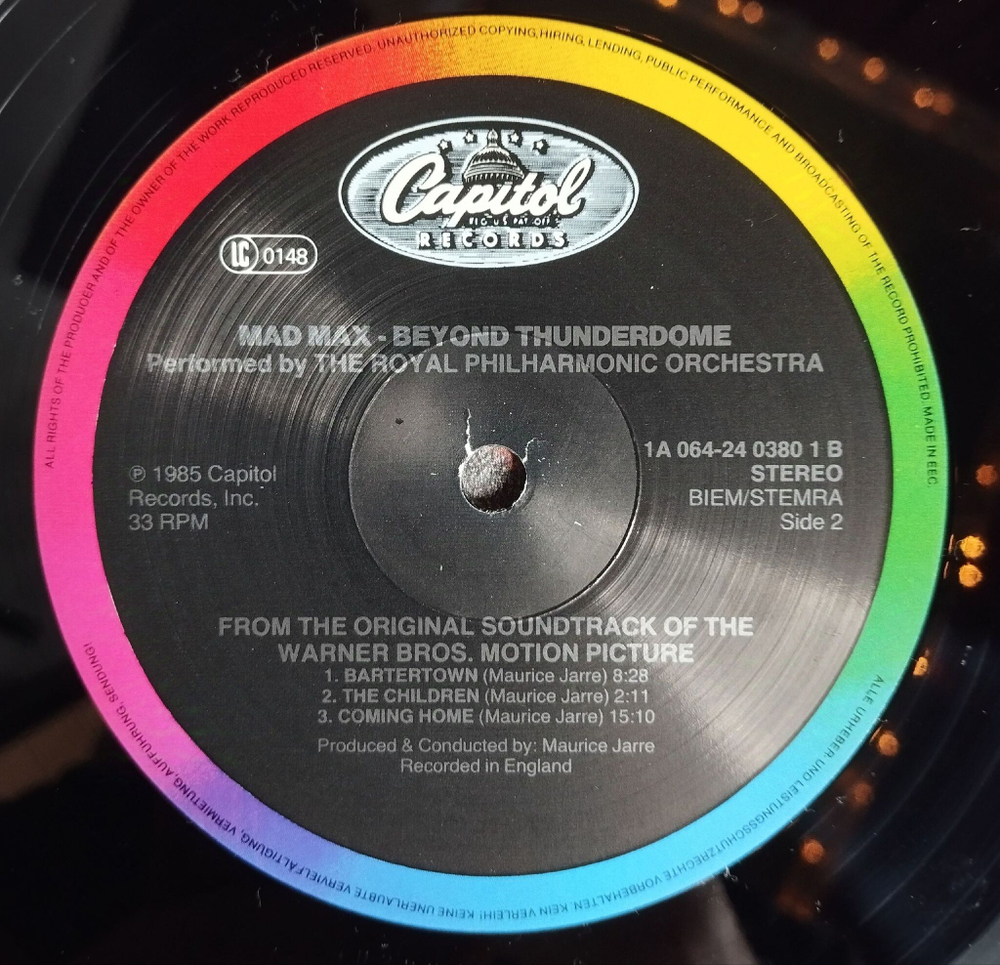 ALL RIGHTS OF THE PRODUCER AND OF THE OWNER OF THE WORK REPRODUCED RESERVED. UNAUTHORIZED COPYING, HIRING, LENDING, PUBLIC PERFORMANCE AND BROADCASTING OF THE RECORD PROHIBITED. MADE IN EEC.
Capitol
REG. U.S. PAT. OFF.
RECORDS
LC 0148
MAD MAX - BEYOND THUNDERDOME
Performed by THE ROYAL PHILHARMONIC ORCHESTRA
1A 064-24 0380 1 B
STEREO
BIEM/STEMRA
Side 2
℗ 1985 Capitol
Records, Inc.
33 RPM
FROM THE ORIGINAL SOUNDTRACK OF THE
WARNER BROS. MOTION PICTURE
1. BARTERTOWN (Maurice Jarre) 8:28
2. THE CHILDREN (Maurice Jarre) 2:11
3. COMING HOME (Maurice Jarre) 15:10
Produced & Conducted by: Maurice Jarre
Recorded in England
ALLE URHEBER- UND LEISTUNGSSCHUTZRECHTE VORBEHALTEN. KEIN VERLEIH! KEINE UNERLAUBTE VERVIELFÄLTIGUNG, VERMIETUNG, AUFFÜHRUNG, SENDUNG!